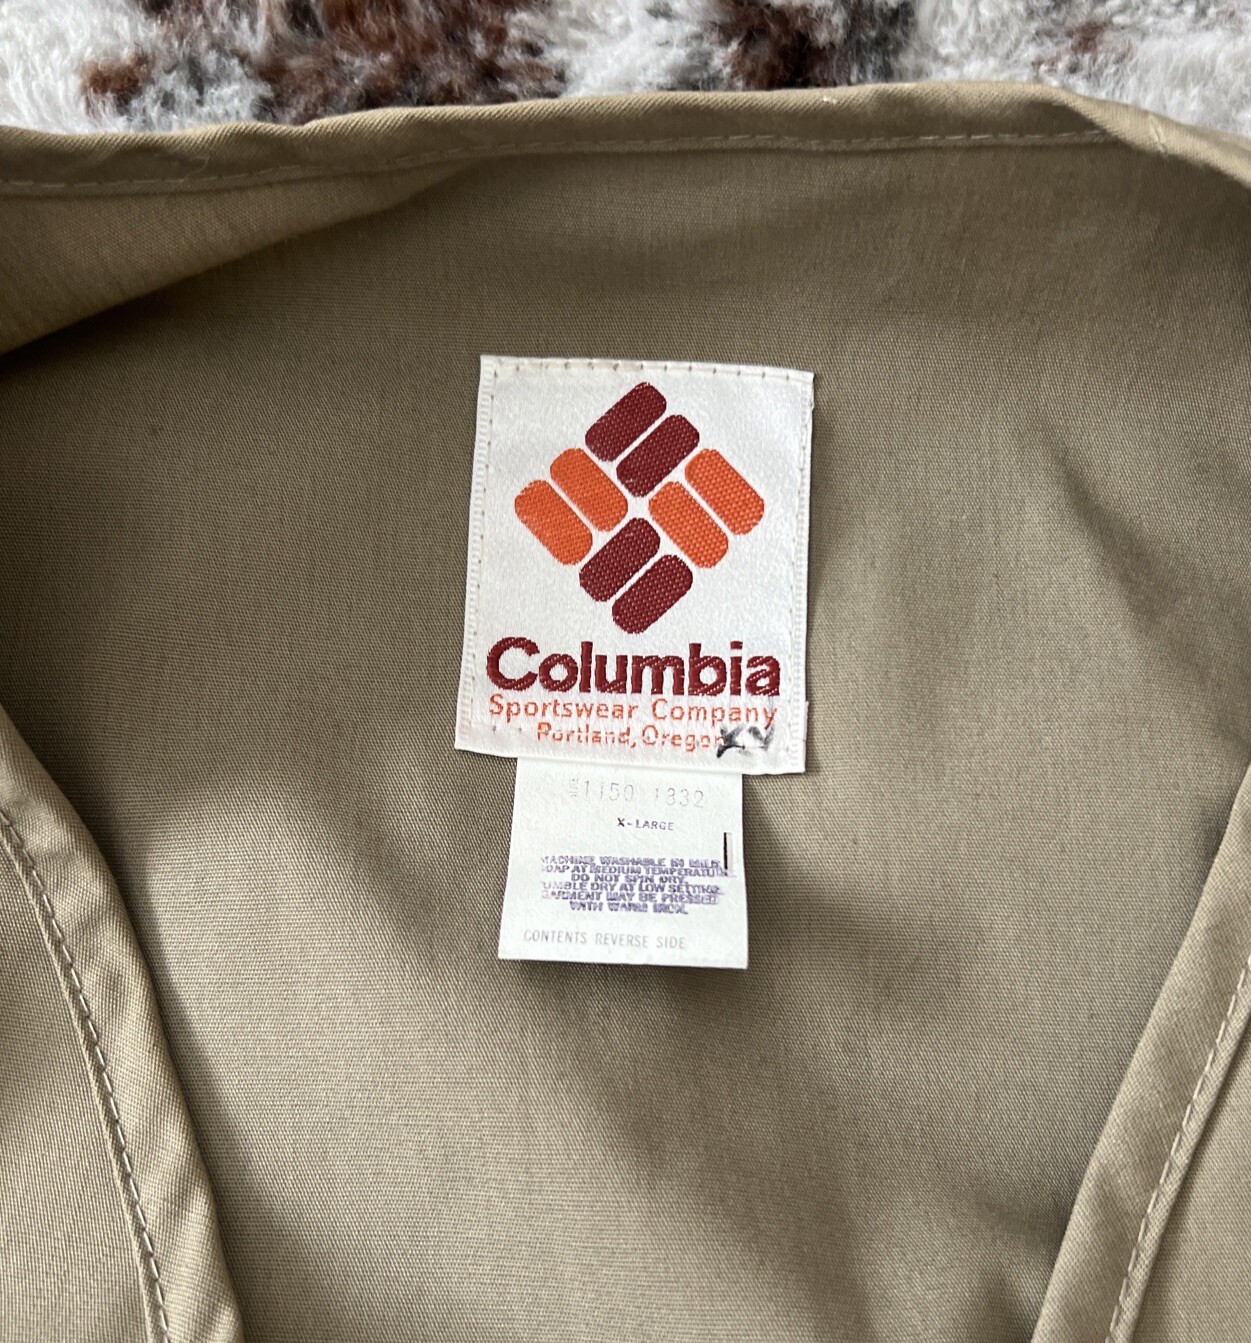 Columbia
Sportswear Company
Portland, Oregon
1150 1832
X-LARGE
MACHINE WASHABLE IN MILD
SOAP AT MEDIUM TEMPERATURE
DO NOT SPIN DRY.
TUMBLE DRY AT LOW SETTING
GARMENT MAY BE PRESSED
WITH WARM IRON.
CONTENTS REVERSE SIDE